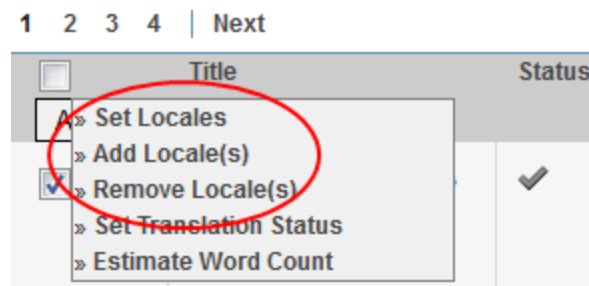 1 2 3 4 | Next
Title Status
A
» Set Locales
» Add Locale(s)
» Remove Locale(s)
» Set Translation Status
» Estimate Word Count